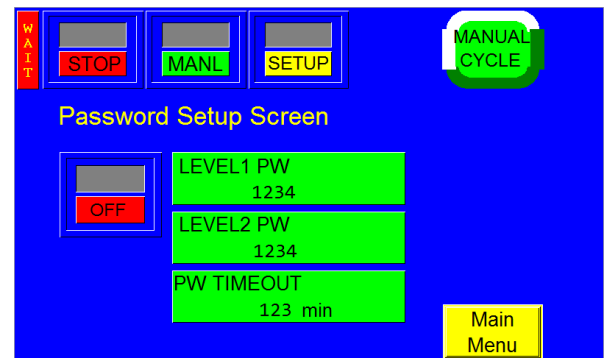 WAIT
STOP
MANL
SETUP
MANUAL
CYCLE
Password Setup Screen
OFF
LEVEL1 PW
1234
LEVEL2 PW
1234
PW TIMEOUT
123 min
Main
Menu